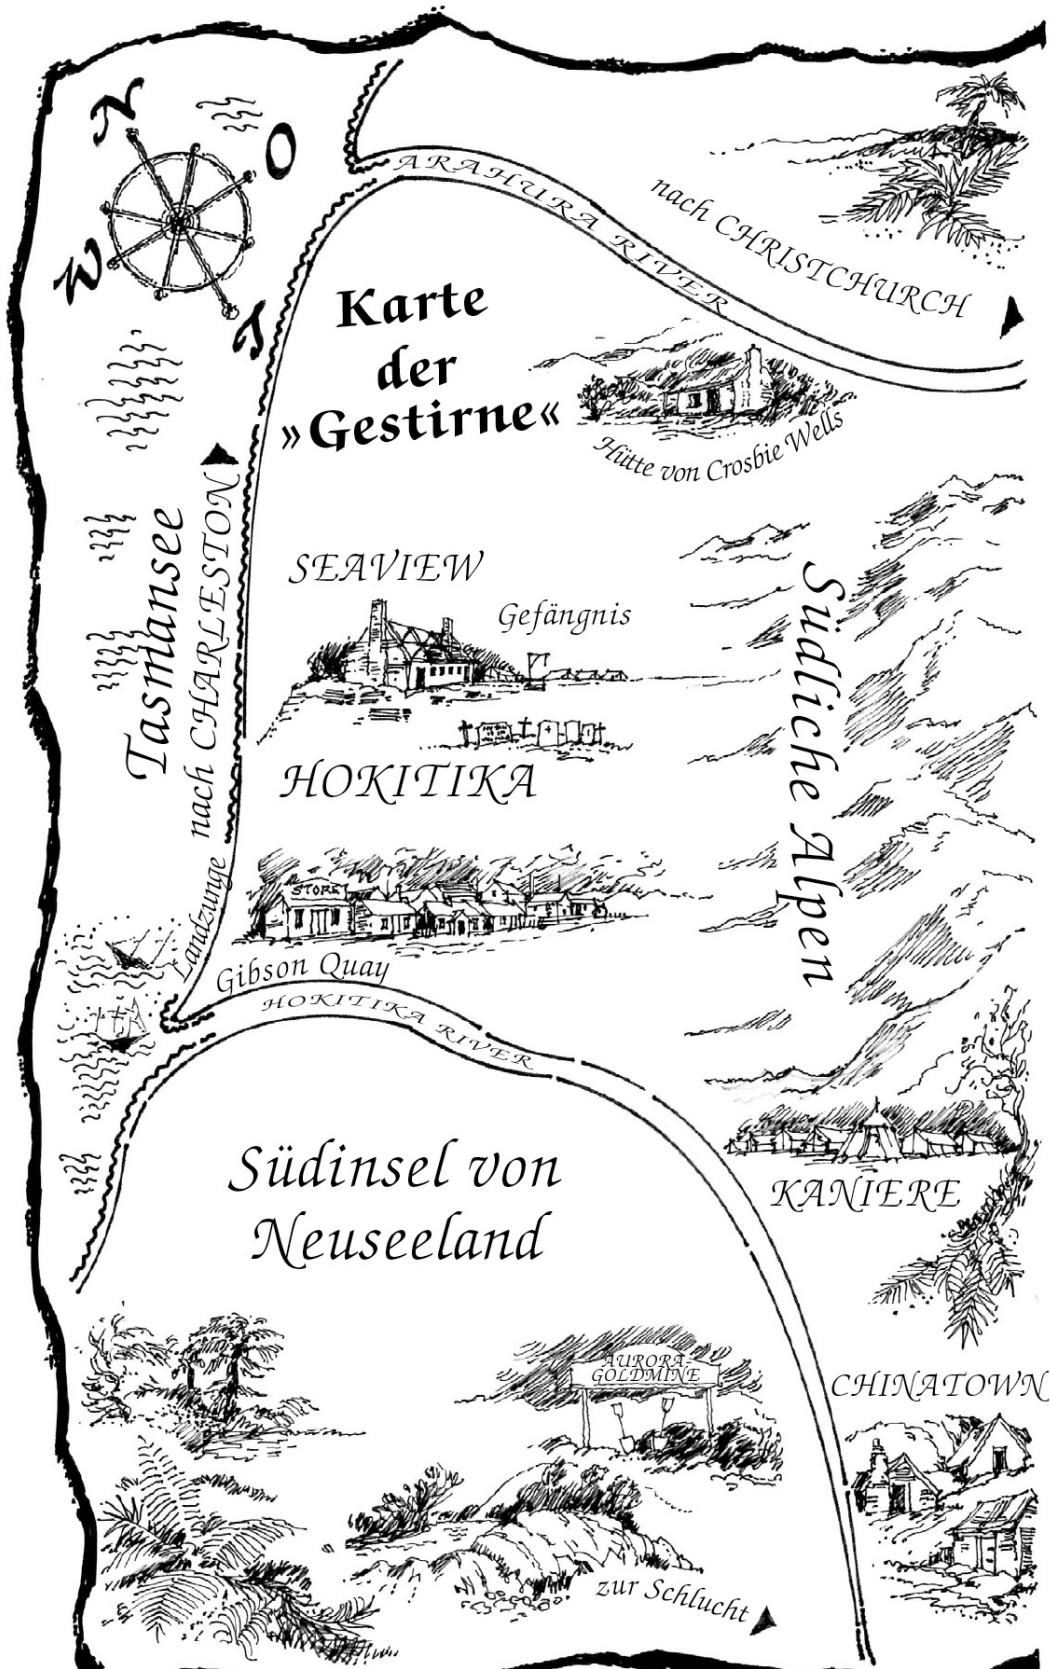 N
O
W
S
ARAHURA RIVER
nach CHRISTCHURCH
Karte
der
»Gestirne«
Hütte von Crosbie Wells
SEAVIEW
Gefängnis
Tasmansee
nach CHARLESTON
Südliche Alpen
HOKITIKA
STORE
Landzunge
Gibson Quay
HOKITIKA RIVER
Südinsel von
Neuseeland
KANIERE
AURORA-
GOLDMINE
CHINATOWN
zur Schlucht